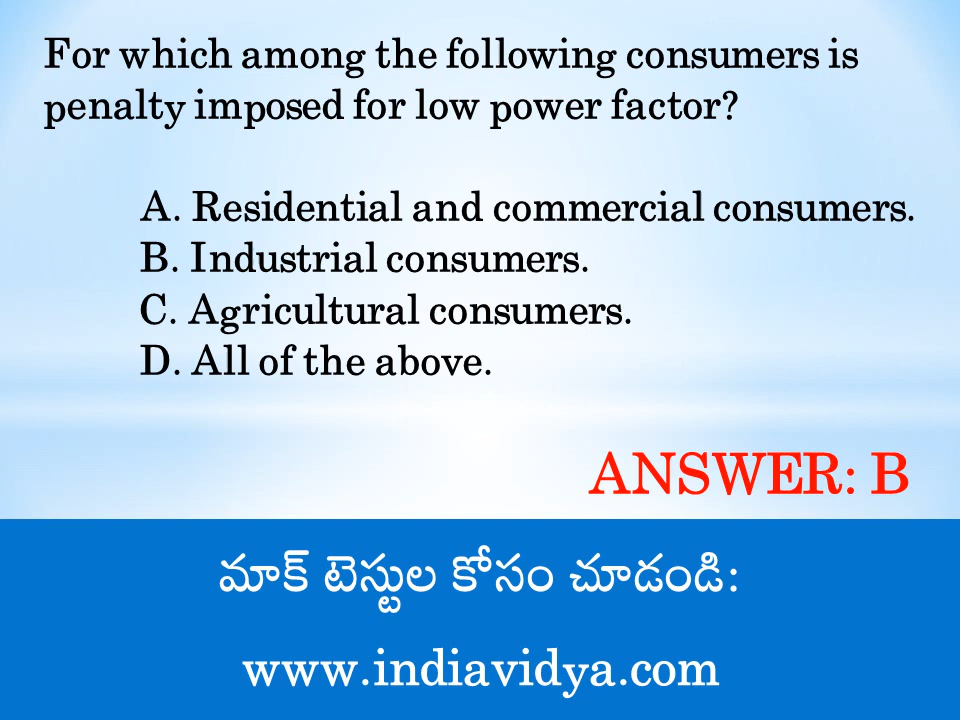 For which among the following consumers is
penalty imposed for low power factor?
A. Residential and commercial consumers.
B. Industrial consumers.
C. Agricultural consumers.
D. All of the above.
ANSWER: B
మాక్ టెస్టుల కోసం చూడండి:
www.indiavidya.com